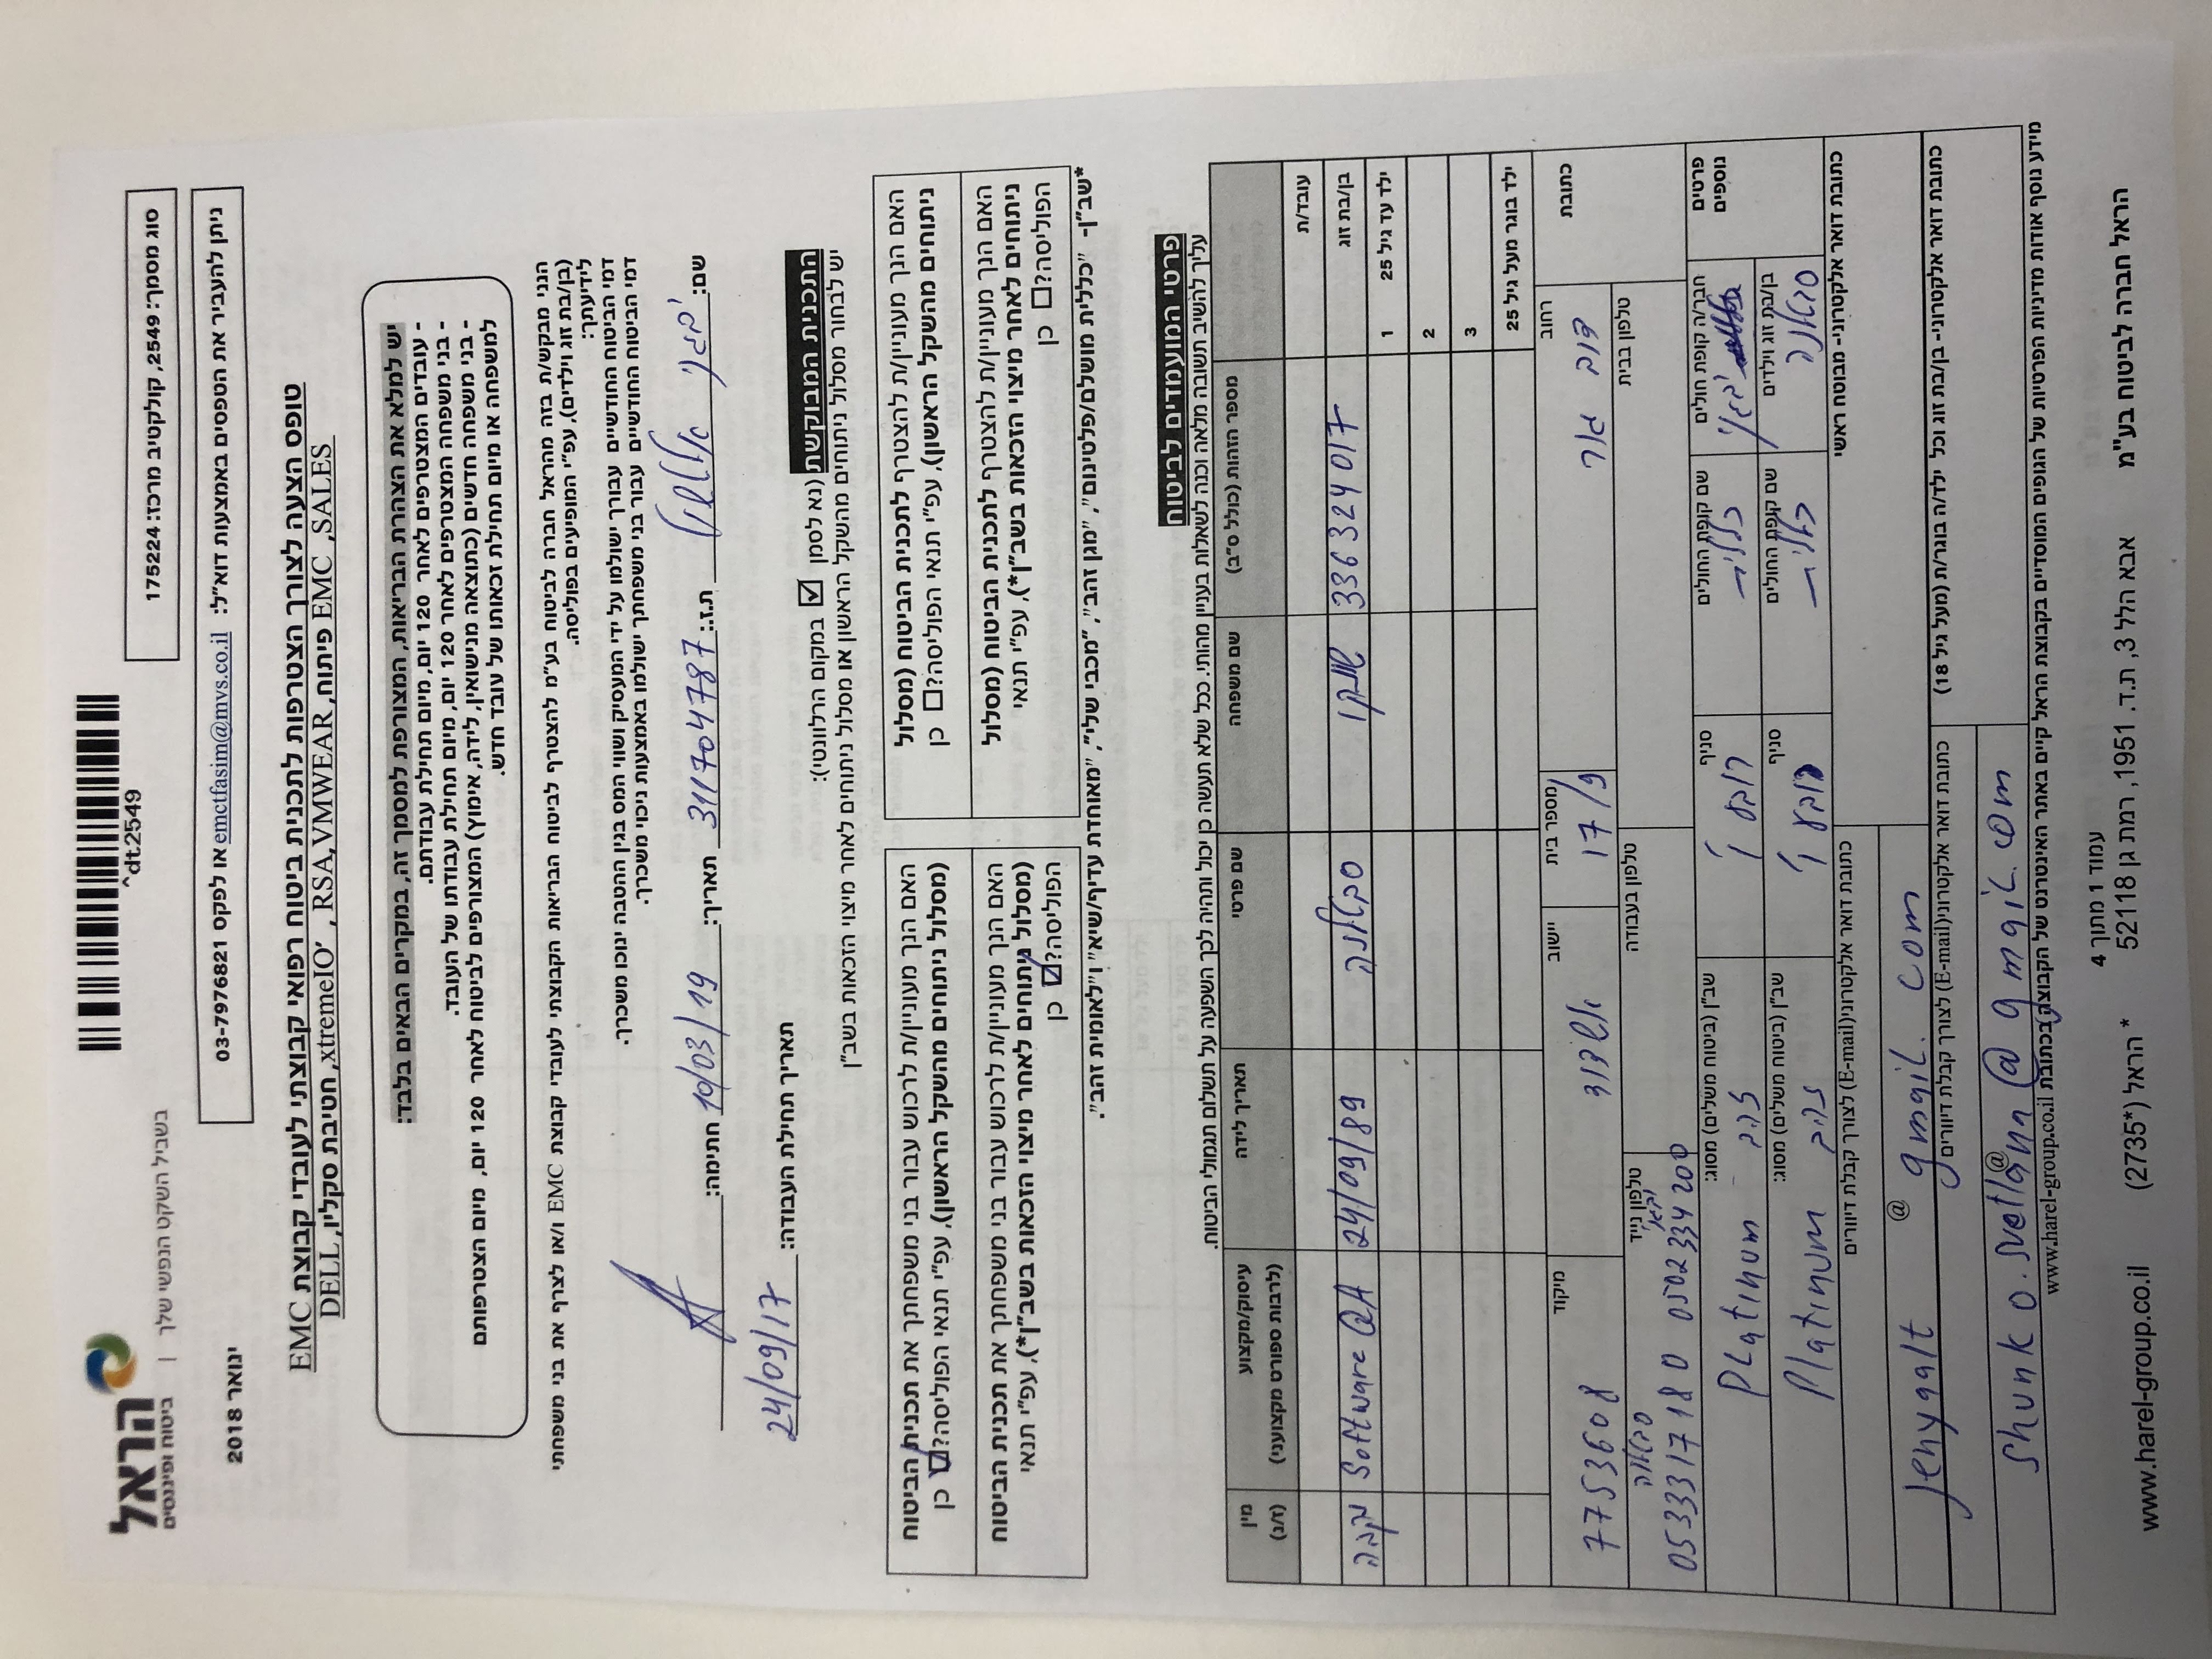 הראל
ביטוח ופיננסים | בשביל השקט הנפשי שלך
^dt2549
סוג מסמך: 2549, קולקטיב מרכז: 175224
ניתן להעביר את הטפסים באמצעות דוא"ל: emctfasim@mvs.co.il או לפקס 03-7976821
ינואר 2018
טופס הצעה לצורך הצטרפות לתכנית ביטוח רפואי קבוצתי לעובדי קבוצת EMC
EMC ,SALES פיתוח, RSA,VMWEAR , xtremeIO', חטיבת סקליו, DELL
יש למלא את הצהרת הבריאות, המצורפת למסמך זה, במקרים הבאים בלבד:
- עובדים המצטרפים לאחר 120 יום, מיום תחילת עבודתם.
- בני משפחה המצטרפים לאחר 120 יום, מיום תחילת עבודתו של העובד.
- בני משפחה חדשים (כתוצאה מנישואין, לידה, אימוץ) המצורפים לביטוח לאחר 120 יום, מיום הצטרפותם
למשפחה או מיום תחילת זכאותו של עובד חדש.
הנני מבקש/ת בזה מהראל חברה לביטוח בע"מ להצטרף לביטוח הבריאות הקבוצתי לעובדי קבוצת EMC ו/או לצרף את בני משפחתי
(בן/בת זוג וילדים), עפ"י המופיעים בפוליסה.
לידיעתך:
דמי הביטוח החודשיים עבורך ישולמו על ידי המעסיק ושווי המס בגין ההטבה ינוכו משכרך.
דמי הביטוח החודשיים עבור בני משפחתך ישולמו באמצעות ניכוי משכרך.
שם: יבגני ת.ז.: 311704787 תאריך: 10/03/19 חתימה:
תאריך תחילת העבודה: 24/09/17
התכנית המבוקשת (נא לסמן ☑ במקום הרלוונטי):
יש לבחור מסלול ניתוחים מהשקל הראשון או מסלול ניתוחים לאחר מיצוי הזכאות בשב"ן
האם הנך מעוניין/ת להצטרף לתכנית הביטוח (מסלול
ניתוחים מהשקל הראשון), עפ"י תנאי הפוליסה? ☐ כן
האם הנך מעוניין/ת לרכוש עבור בני משפחתך את תכנית הביטוח
(מסלול ניתוחים מהשקל הראשון), עפ"י תנאי הפוליסה? ☑ כן
האם הנך מעוניין/ת להצטרף לתכנית הביטוח (מסלול
ניתוחים לאחר מיצוי הזכאות בשב"ן*), עפ"י תנאי
הפוליסה? ☐ כן
האם הנך מעוניין/ת לרכוש עבור בני משפחתך את תכנית הביטוח
(מסלול ניתוחים לאחר מיצוי הזכאות בשב"ן*), עפ"י תנאי
הפוליסה? ☑ כן
*שב"ן- "כללית מושלם/פלטינום", "מגן זהב", "מכבי שלי", "מאוחדת עדיף/שיא" ו"לאומית זהב".
פרטי המועמדים לביטוח
עליך להשיב תשובה מלאה וכנה לשאלות בעניין מהותי. ככל שלא תעשה כן יכול ותהיה לכך השפעה על תשלום תגמולי הביטוח.
מספר הזהות (כולל ס"ב) שם משפחה שם פרטי תאריך לידה עיסוק/מקצוע (לרבות ספורט מקצועני) מין (ז/נ)
עובד/ת
בן/בת זוג 336324017 שונקו סבטלנה 24/09/89 Software QA נקבה
ילד עד גיל 25 1
2
3
ילד בוגר מעל גיל 25
כתובת רחוב מספר בית יישוב מיקוד
דוב גור 17/9 אשדוד 7753608
טלפון בבית טלפון בעבודה טלפון נייד
יבגני סבטלנה
0502334200 0533317180
פרטים נוספים
חבר/ה קופת חולים שם קופת החולים סניף שב"ן (ביטוח משלים) מסוג:
יבגני כללית רובע ו' זהב Platinum
בן/בת זוג וילדים שם קופת החולים סניף שב"ן (ביטוח משלים) מסוג:
סבטלנה כללית רובע ו' זהב Platinum
כתובת דואר אלקטרוני- מבוטח ראשי כתובת דואר אלקטרוני(E-mail) לצורך קבלת דיוורים
jenyaalt @ gmail. com
כתובת דואר אלקטרוני- בן/בת זוג וכל ילד/ה בוגר/ת (מעל גיל 18) כתובת דואר אלקטרוני(E-mail) לצורך קבלת דיוורים
shunko.svetlana@gmail.com
מידע נוסף אודות מדיניות הפרטיות של הגופים המוסדיים בקבוצת הראל קיים באתר האינטרנט של הקבוצה בכתובת www.harel-group.co.il
עמוד 1 מתוך 4
הראל חברה לביטוח בע"מ אבא הלל 3, ת.ד. 1951, רמת גן 52118 * הראל (2735*) www.harel-group.co.il